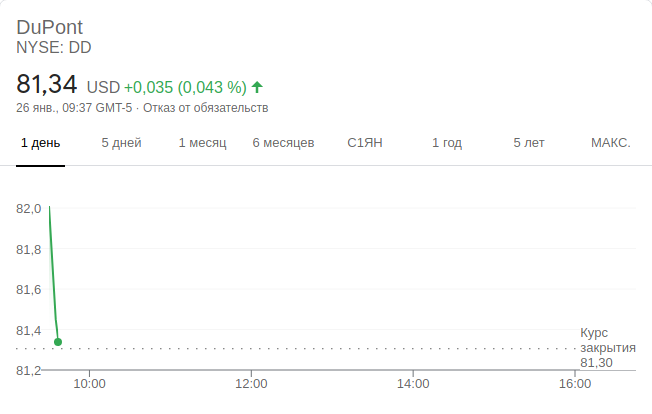 DuPont
NYSE: DD
81,34 USD +0,035 (0,043 %)
26 янв., 09:37 GMT-5 · Отказ от обязательств
1 день 5 дней 1 месяц 6 месяцев С1ЯН 1 год 5 лет МАКС.
82,0
81,8
81,6
81,4
81,2
Курс
закрытия
81,30
10:00 12:00 14:00 16:00